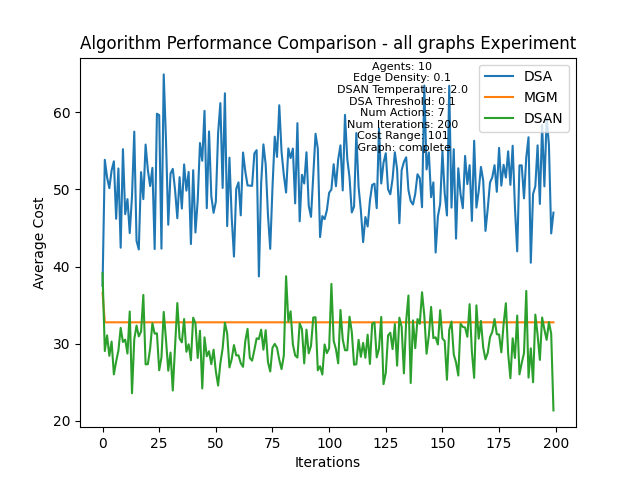 Algorithm Performance Comparison - all graphs Experiment
Agents: 10
Edge Density: 0.1
DSAN Temperature: 2.0
DSA Threshold: 0.1
Num Actions: 7
Num Iterations: 200
Cost Range: 101
Graph: complete
DSA
MGM
DSAN
Average Cost
60
50
40
30
20
0 25 50 75 100 125 150 175 200
Iterations